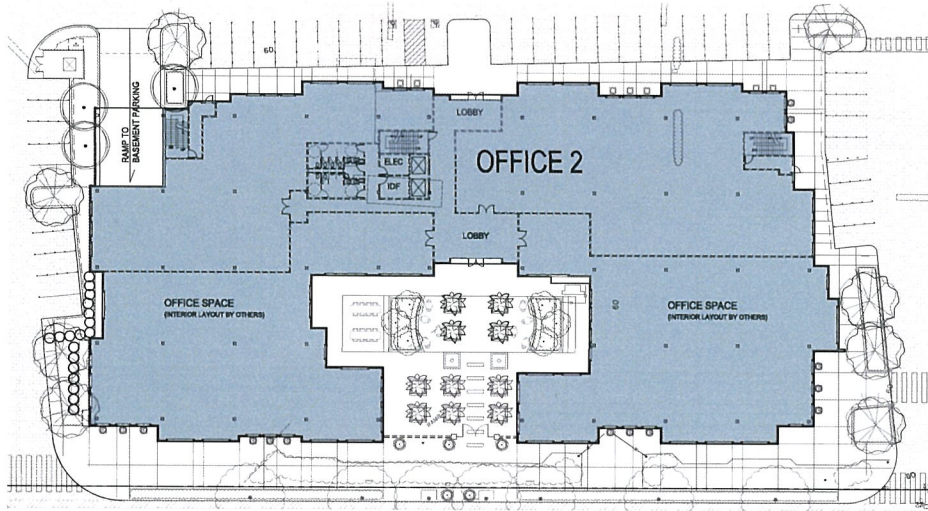 60.
RAMP TO
BASEMENT PARKING
LOBBY
ELEC
IDF
OFFICE 2
LOBBY
OFFICE SPACE
(INTERIOR LAYOUT BY OTHERS)
60
OFFICE SPACE
(INTERIOR LAYOUT BY OTHERS)